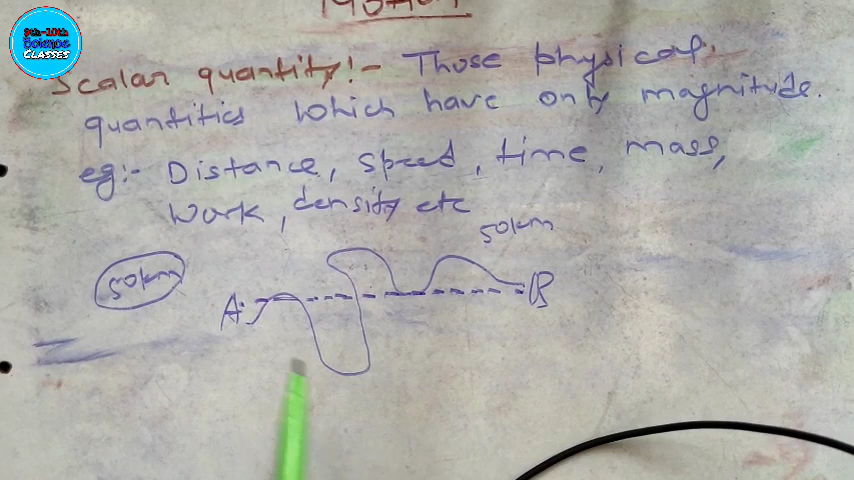 Motion
9th-10th
Science
CLASSES
Scalar quantity:- Those physical
quantities which have only magnitude.
eg:- Distance, speed, time, mass,
work, density etc
50km
50km
A
B